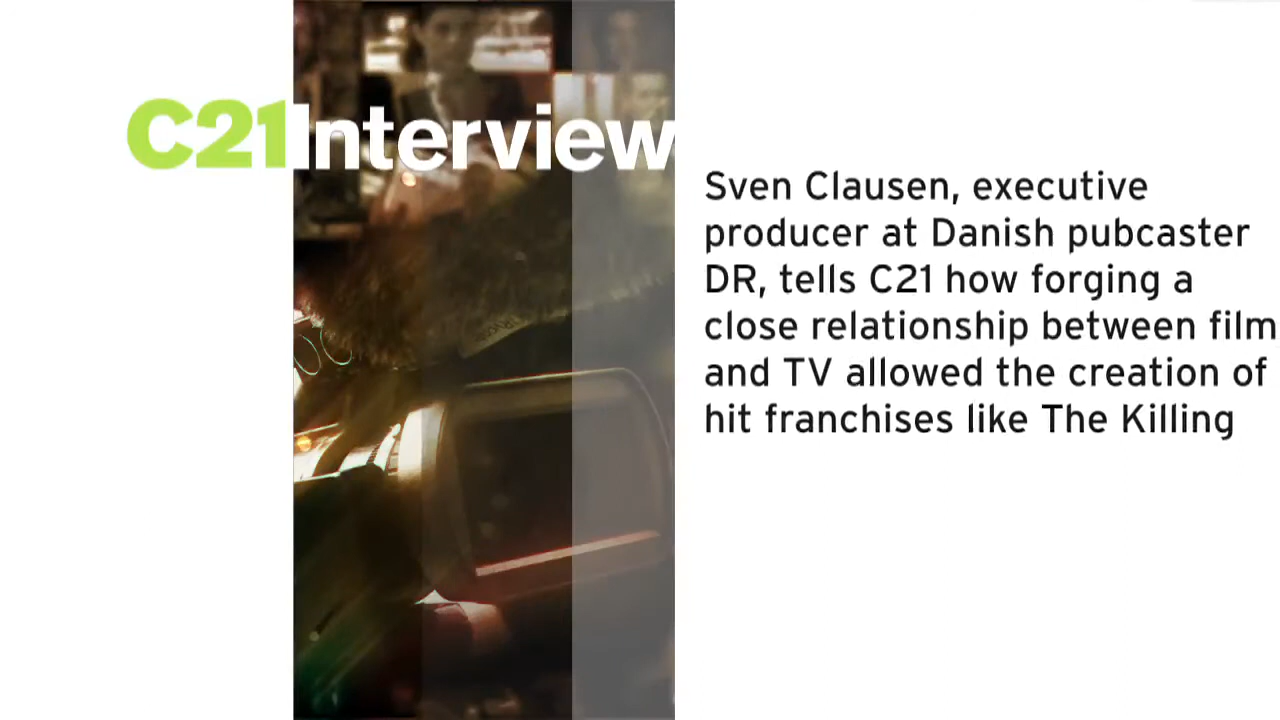 C21Interview
Sven Clausen, executive
producer at Danish pubcaster
DR, tells C21 how forging a
close relationship between film
and TV allowed the creation of
hit franchises like The Killing